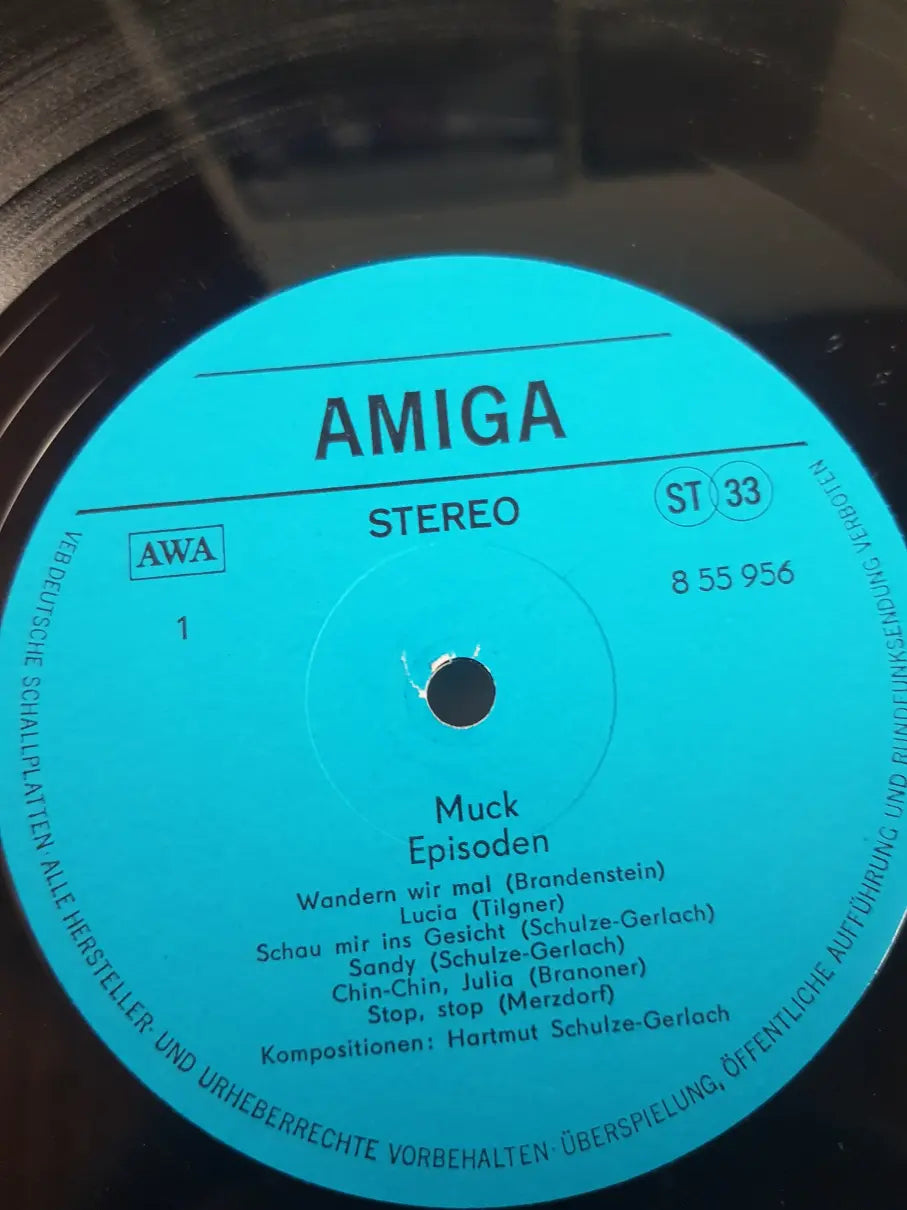 AMIGA
STEREO
ST 33
AWA
8 55 956
1
Muck
Episoden
Wandern wir mal (Brandenstein)
Lucia (Tilgner)
Schau mir ins Gesicht (Schulze-Gerlach)
Sandy (Schulze-Gerlach)
Chin-Chin, Julia (Branoner)
Stop, stop (Merzdorf)
Kompositionen: Hartmut Schulze-Gerlach
VEB DEUTSCHE SCHALLPLATTEN· ALLE HERSTELLER- UND URHEBERRECHTE VORBEHALTEN· ÜBERSPIELUNG, ÖFFENTLICHE AUFFÜHRUNG UND RUNDFUNKSENDUNG VERBOTEN